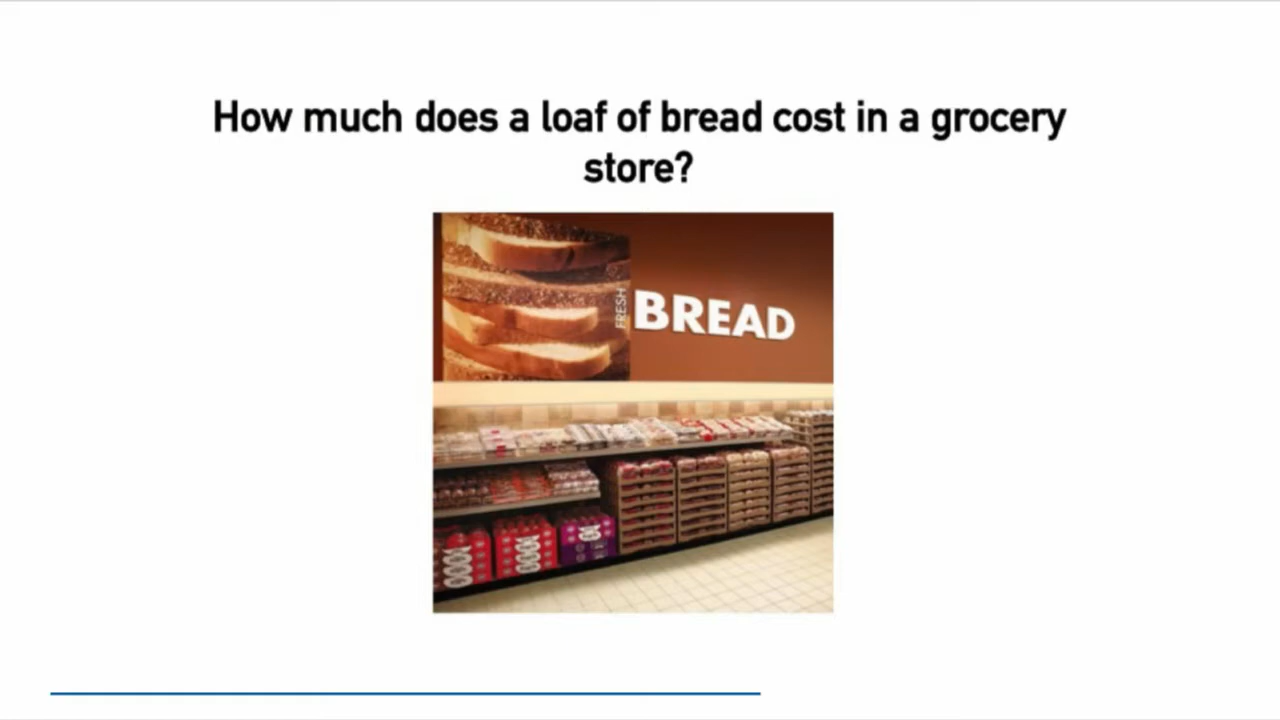 How much does a loaf of bread cost in a grocery
store?
FRESH
BREAD